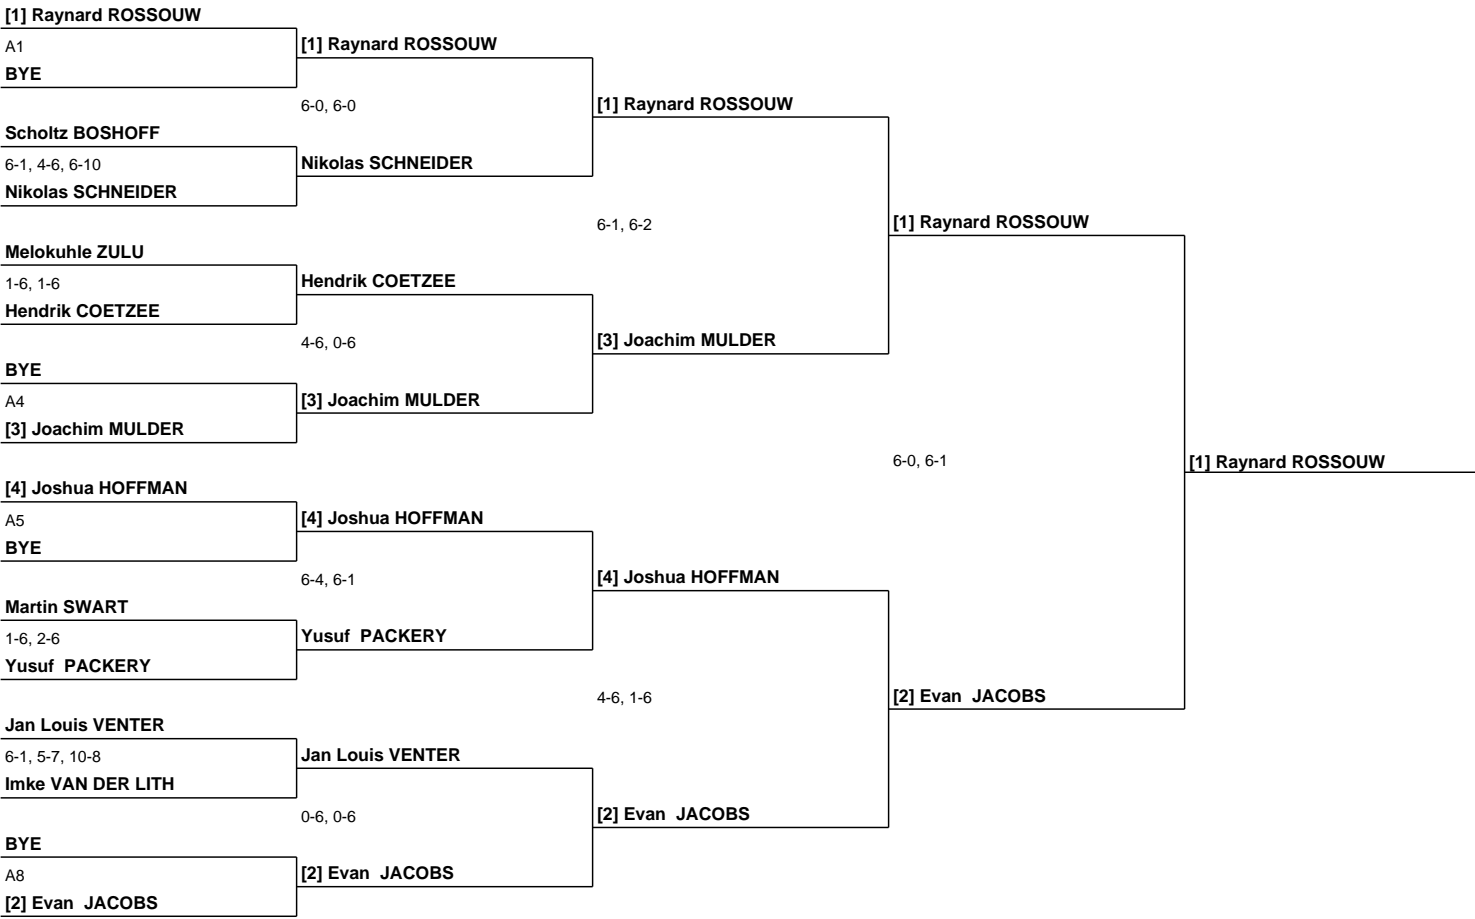 [1] Raynard ROSSOUW
A1
BYE
[1] Raynard ROSSOUW
6-0, 6-0
Scholtz BOSHOFF
6-1, 4-6, 6-10
Nikolas SCHNEIDER
Nikolas SCHNEIDER
[1] Raynard ROSSOUW
6-1, 6-2
Melokuhle ZULU
1-6, 1-6
Hendrik COETZEE
Hendrik COETZEE
4-6, 0-6
BYE
A4
[3] Joachim MULDER
[3] Joachim MULDER
[3] Joachim MULDER
[1] Raynard ROSSOUW
6-0, 6-1
[1] Raynard ROSSOUW
[4] Joshua HOFFMAN
A5
BYE
[4] Joshua HOFFMAN
6-4, 6-1
Martin SWART
1-6, 2-6
Yusuf PACKERY
Yusuf PACKERY
[4] Joshua HOFFMAN
4-6, 1-6
Jan Louis VENTER
6-1, 5-7, 10-8
Imke VAN DER LITH
Jan Louis VENTER
0-6, 0-6
BYE
A8
[2] Evan JACOBS
[2] Evan JACOBS
[2] Evan JACOBS
[2] Evan JACOBS